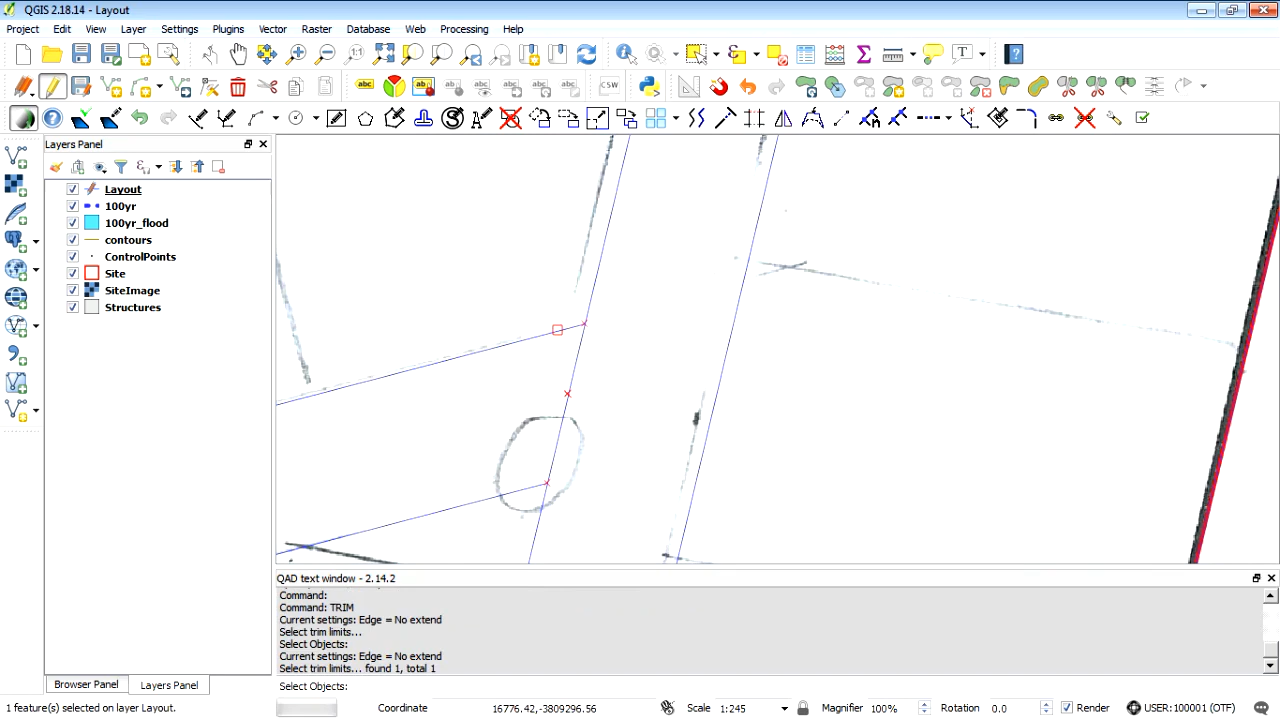 QGIS 2.18.14 - Layout
Project Edit View Layer Settings Plugins Vector Raster Database Web Processing Help
Layers Panel
Layout
100yr
100yr_flood
contours
ControlPoints
Site
SiteImage
Structures
QAD text window - 2.14.2
Command:
Command: TRIM
Current settings: Edge = No extend
Select trim limits...
Select Objects:
Current settings: Edge = No extend
Select trim limits... found 1, total 1
Select Objects:
Browser Panel Layers Panel
1 feature(s) selected on layer Layout. Coordinate 16776.42,-3809296.56 Scale 1:245 Magnifier 100% Rotation 0.0 Render USER:100001 (OTF)